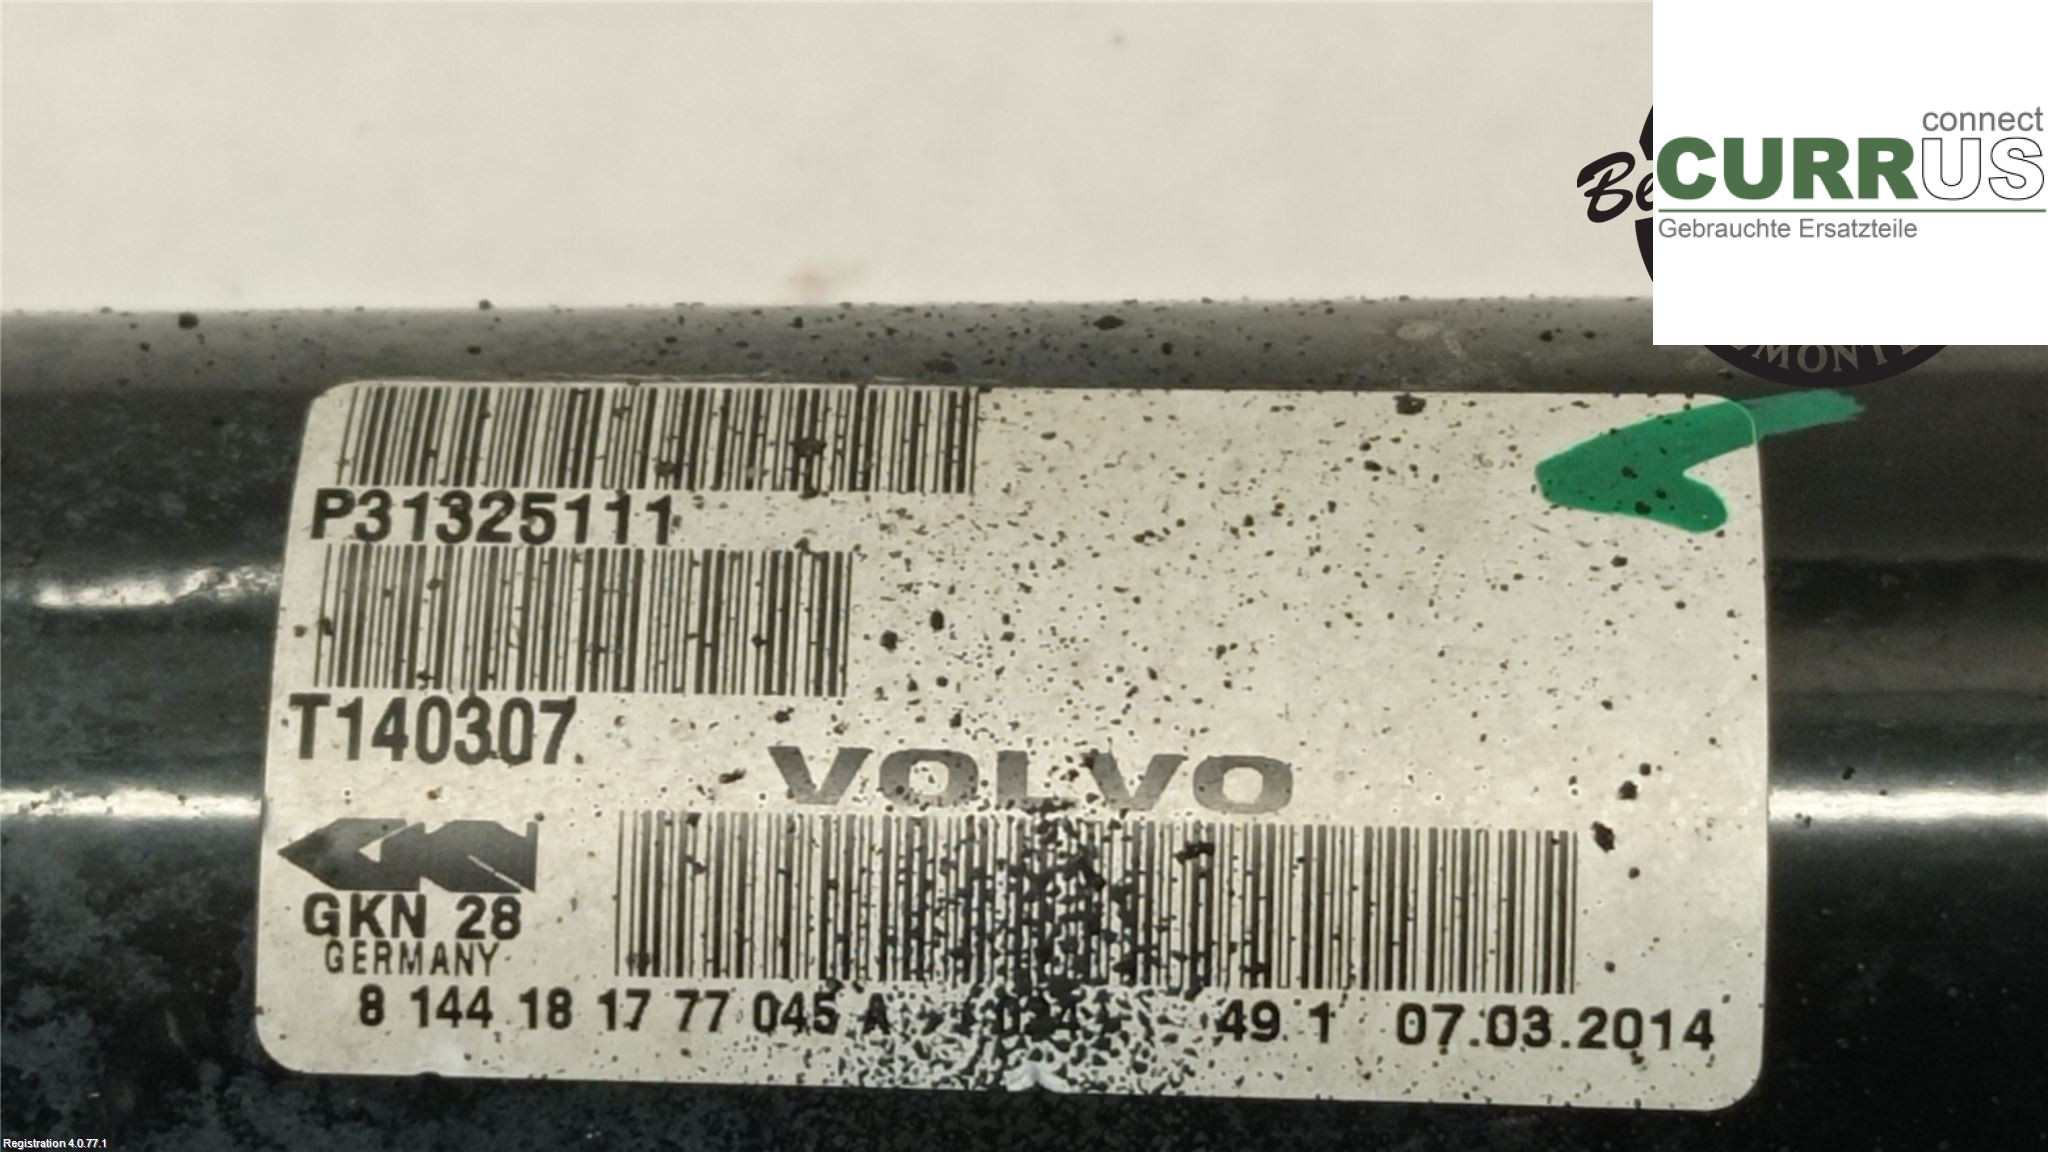 connect
CURRUS
Gebrauchte Ersatzteile
P31325111
T140307
VOLVO
GKN
GKN 28
GERMANY
8 144 18 17 77 045 A 49 1 07.03.2014
Registration 4.0.77.1